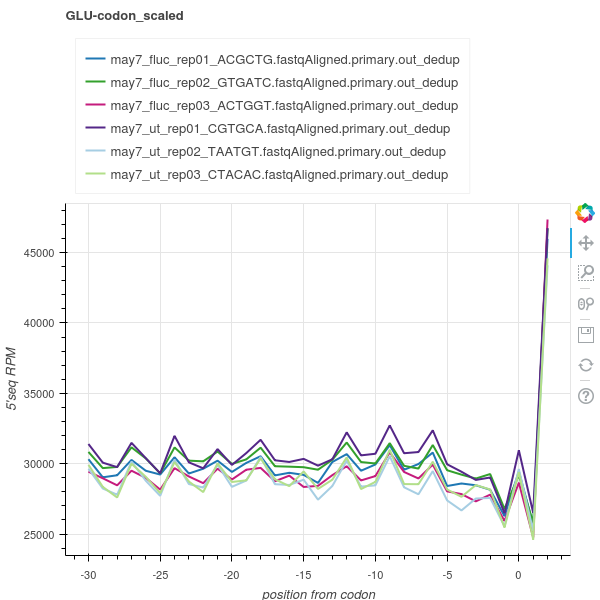 GLU-codon_scaled
may7_fluc_rep01_ACGCTG.fastqAligned.primary.out_dedup
may7_fluc_rep02_GTGATC.fastqAligned.primary.out_dedup
may7_fluc_rep03_ACTGGT.fastqAligned.primary.out_dedup
may7_ut_rep01_CGTGCA.fastqAligned.primary.out_dedup
may7_ut_rep02_TAATGT.fastqAligned.primary.out_dedup
may7_ut_rep03_CTACAC.fastqAligned.primary.out_dedup
45000
40000
35000
30000
25000
5'seq RPM
-30 -25 -20 -15 -10 -5 0
position from codon